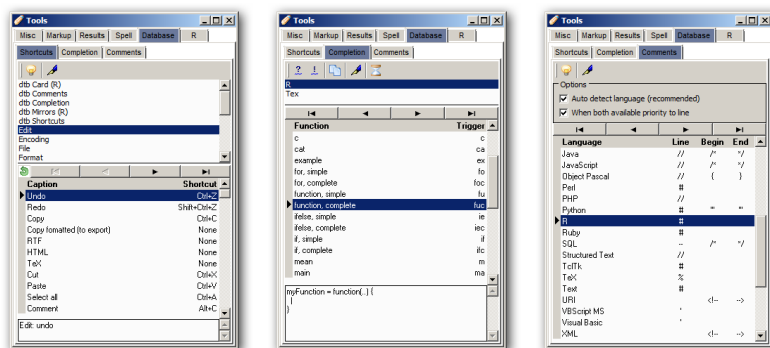 Tools
Misc Markup Results Spell Database R
Shortcuts Completion Comments
dtb Card (R)
dtb Comments
dtb Completion
dtb Mirrors (R)
dtb Shortcuts
Edit
Encoding
File
Format
Caption Shortcut
Undo Ctrl+Z
Redo Shift+Ctrl+Z
Copy Ctrl+C
Copy fomatted (to export) None
RTF None
HTML None
TeX None
Cut Ctrl+X
Paste Ctrl+V
Select all Ctrl+A
Comment Alt+C
Edit: undo
Tools
Misc Markup Results Spell Database R
Shortcuts Completion Comments
R
Tex
Function Trigger
c c
cat ca
example ex
for, simple fo
for, complete foc
function, simple fu
function, complete fuc
ifelse, simple ie
ifelse, complete iec
if, simple if
if, complete ifc
mean m
main ma
myFunction = function(..) {
|
}
Tools
Misc Markup Results Spell Database R
Shortcuts Completion Comments
Options
Auto detect language (recommended)
When both available priority to line
Language Line Begin End
Java // /* */
JavaScript // /* */
Object Pascal // { }
Perl #
PHP //
Python # "' "'
R #
Ruby #
SQL -- /* */
Structured Text //
TclTk #
TeX %
Text #
URI <!-- -->
VBScript MS '
Visual Basic '
XML <!-- -->